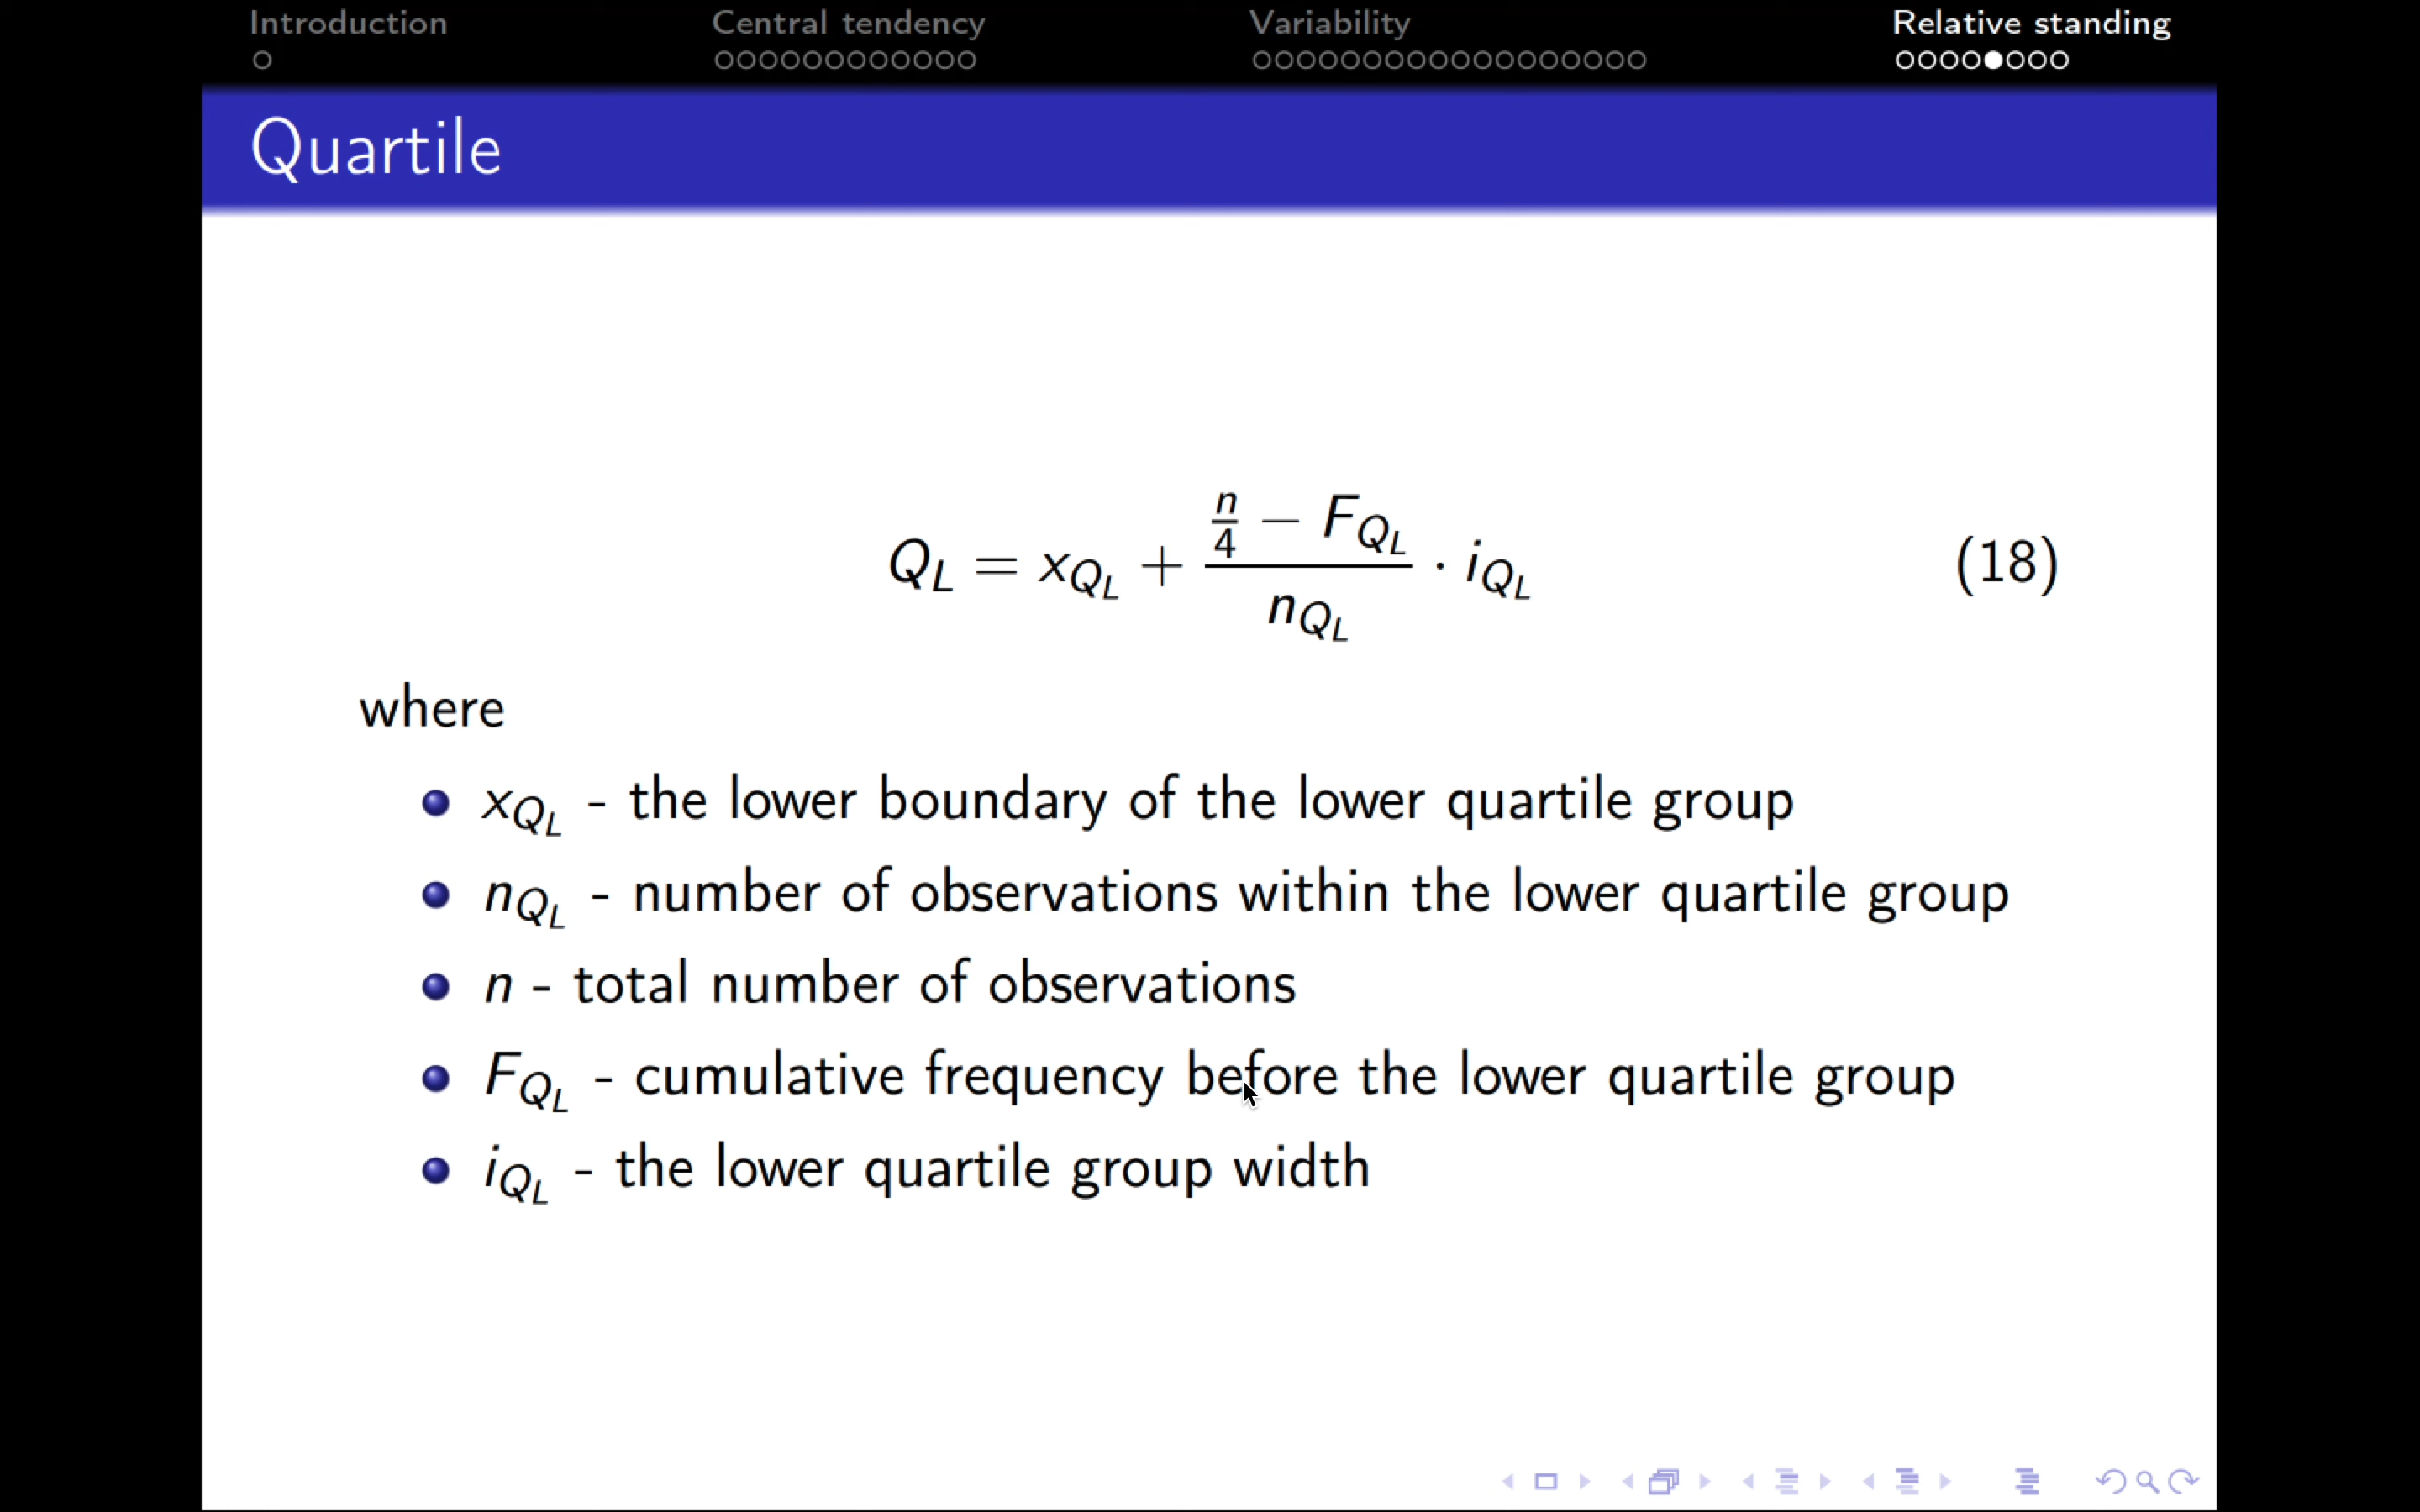 Introduction
Central tendency
Variability
Relative standing
Quartile
Q_L = x_{Q_L} + \frac{\frac{n}{4} - F_{Q_L}}{n_{Q_L}} · i_{Q_L} (18)
where
x_{Q_L} - the lower boundary of the lower quartile group
n_{Q_L} - number of observations within the lower quartile group
n - total number of observations
F_{Q_L} - cumulative frequency before the lower quartile group
i_{Q_L} - the lower quartile group width